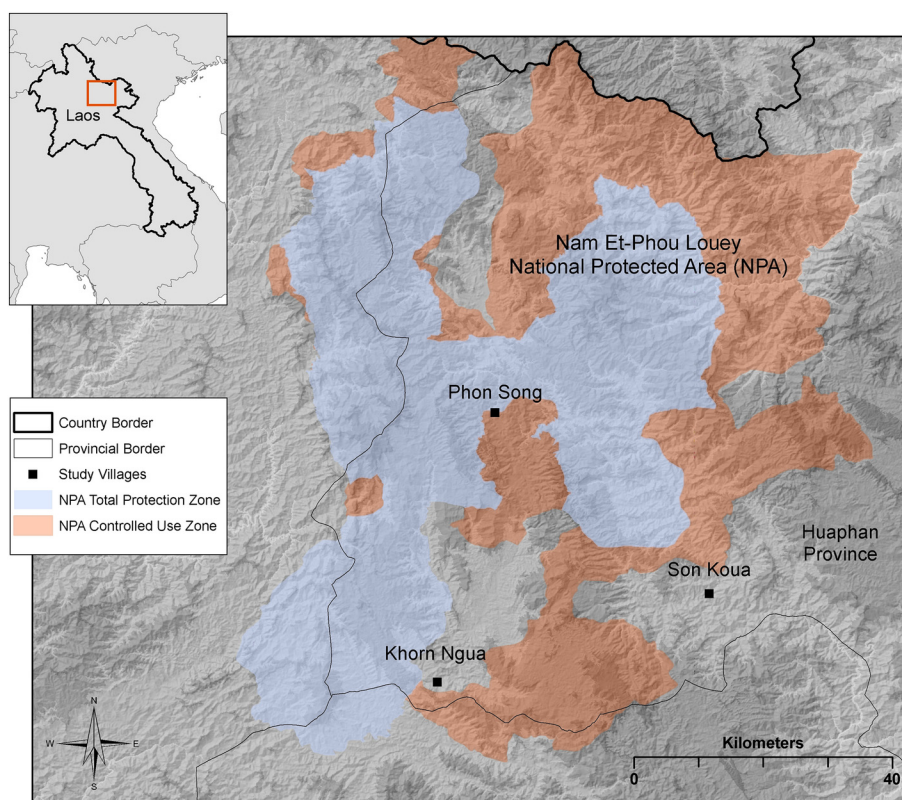 Laos
Nam Et-Phou Louey
National Protected Area (NPA)
Phon Song
Country Border
Provincial Border
Study Villages
NPA Total Protection Zone
NPA Controlled Use Zone
Huaphan
Province
Son Koua
Khorn Ngua
N
W
E
S
Kilometers
0
40